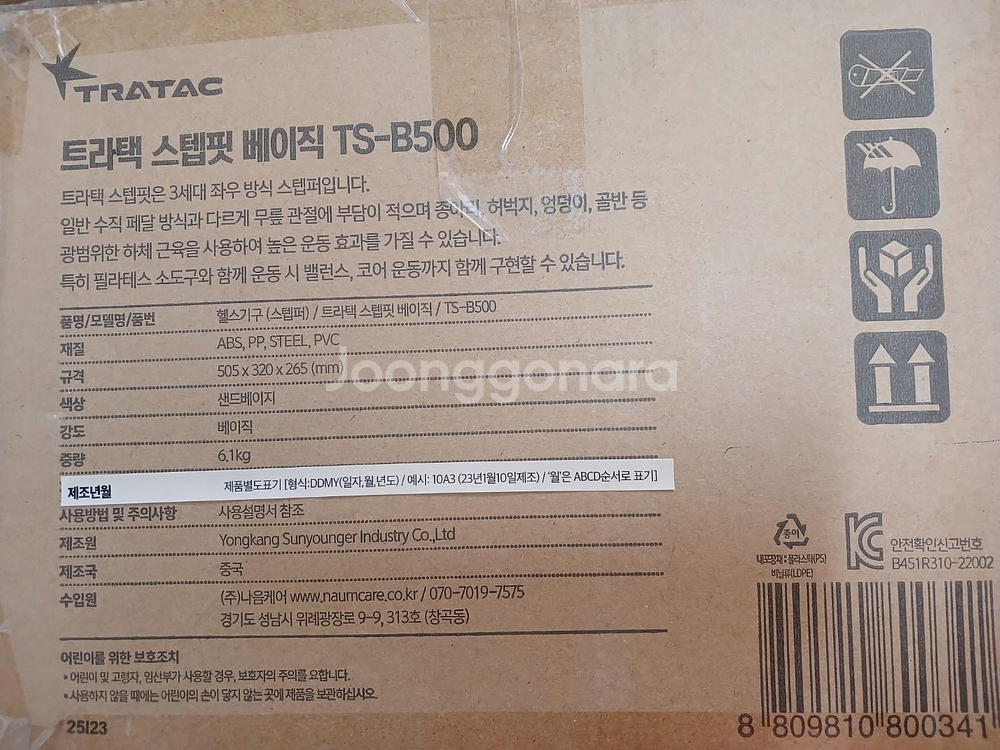 TRATAC
트라택 스텝핏 베이직 TS-B500
트라택 스텝핏은 3세대 좌우 방식 스텝퍼입니다.
일반 수직 페달 방식과 다르게 무릎 관절에 부담이 적으며 종아리, 허벅지, 엉덩이, 골반 등
광범위한 하체 근육을 사용하여 높은 운동 효과를 가질 수 있습니다.
특히 필라테스 소도구와 함께 운동 시 밸런스, 코어 운동까지 함께 구현할 수 있습니다.
품명/모델명/품번 헬스기구 (스텝퍼) / 트라택 스텝핏 베이직 / TS-B500
재질 ABS, PP, STEEL, PVC
규격 505 x 320 x 265 (mm)
Joonggonara
색상 샌드베이지
강도 베이직
중량 6.1kg
제조년월 제품별도표기 [형식:DDMY(일자,월,년도) / 예시: 10A3 (23년1월10일제조) / '월'은 ABCD순서로 표기]
사용방법 및 주의사항 사용설명서 참조
제조원 Yongkang Sunyounger Industry Co.,Ltd
제조국 중국
수입원 (주)나음케어 www.naumcare.co.kr / 070-7019-7575
경기도 성남시 위례광장로 9-9, 313호 (창곡동)
어린이를 위한 보호조치
• 어린이 및 고령자, 임산부가 사용할 경우, 보호자의 주의를 요합니다.
• 사용하지 않을 때에는 어린이의 손이 닿지 않는 곳에 제품을 보관하십시오.
25I23
종이
내포장재 : 플라스틱(PS)
비닐류(LDPE)
안전확인신고번호
B451R310-22002
8 809810 800341